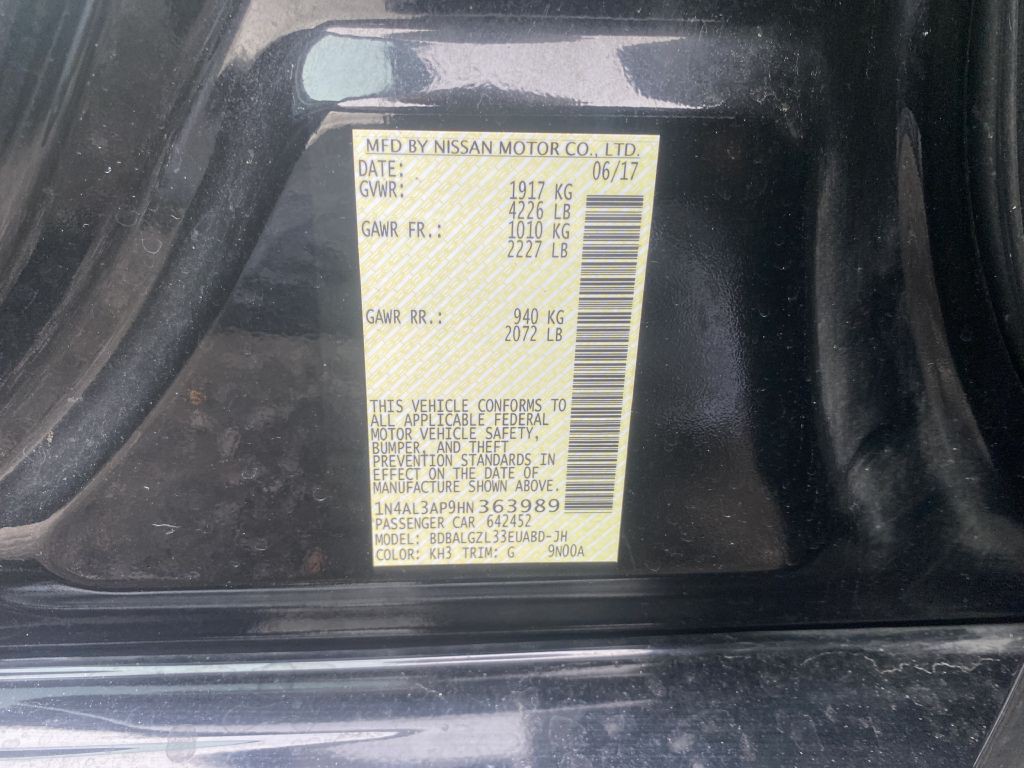 MFD BY NISSAN MOTOR CO., LTD.
DATE: 06/17
GVWR: 1917 KG
4226 LB
GAWR FR.: 1010 KG
2227 LB
GAWR RR.: 940 KG
2072 LB
THIS VEHICLE CONFORMS TO
ALL APPLICABLE FEDERAL
MOTOR VEHICLE SAFETY,
BUMPER, AND THEFT
PREVENTION STANDARDS IN
EFFECT ON THE DATE OF
MANUFACTURE SHOWN ABOVE.
1N4AL3AP9HN 363989
PASSENGER CAR 642452
MODEL: BDBALGZL33EUABD-JH
COLOR: KH3 TRIM: G 9N00A